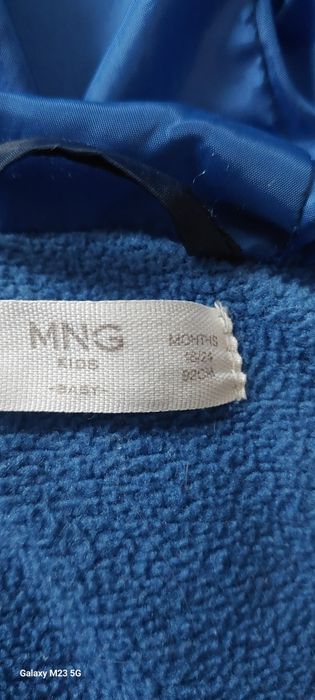 MNG
KIDS
-BABY-
MONTHS
18/24
92CM
Galaxy M23 5G